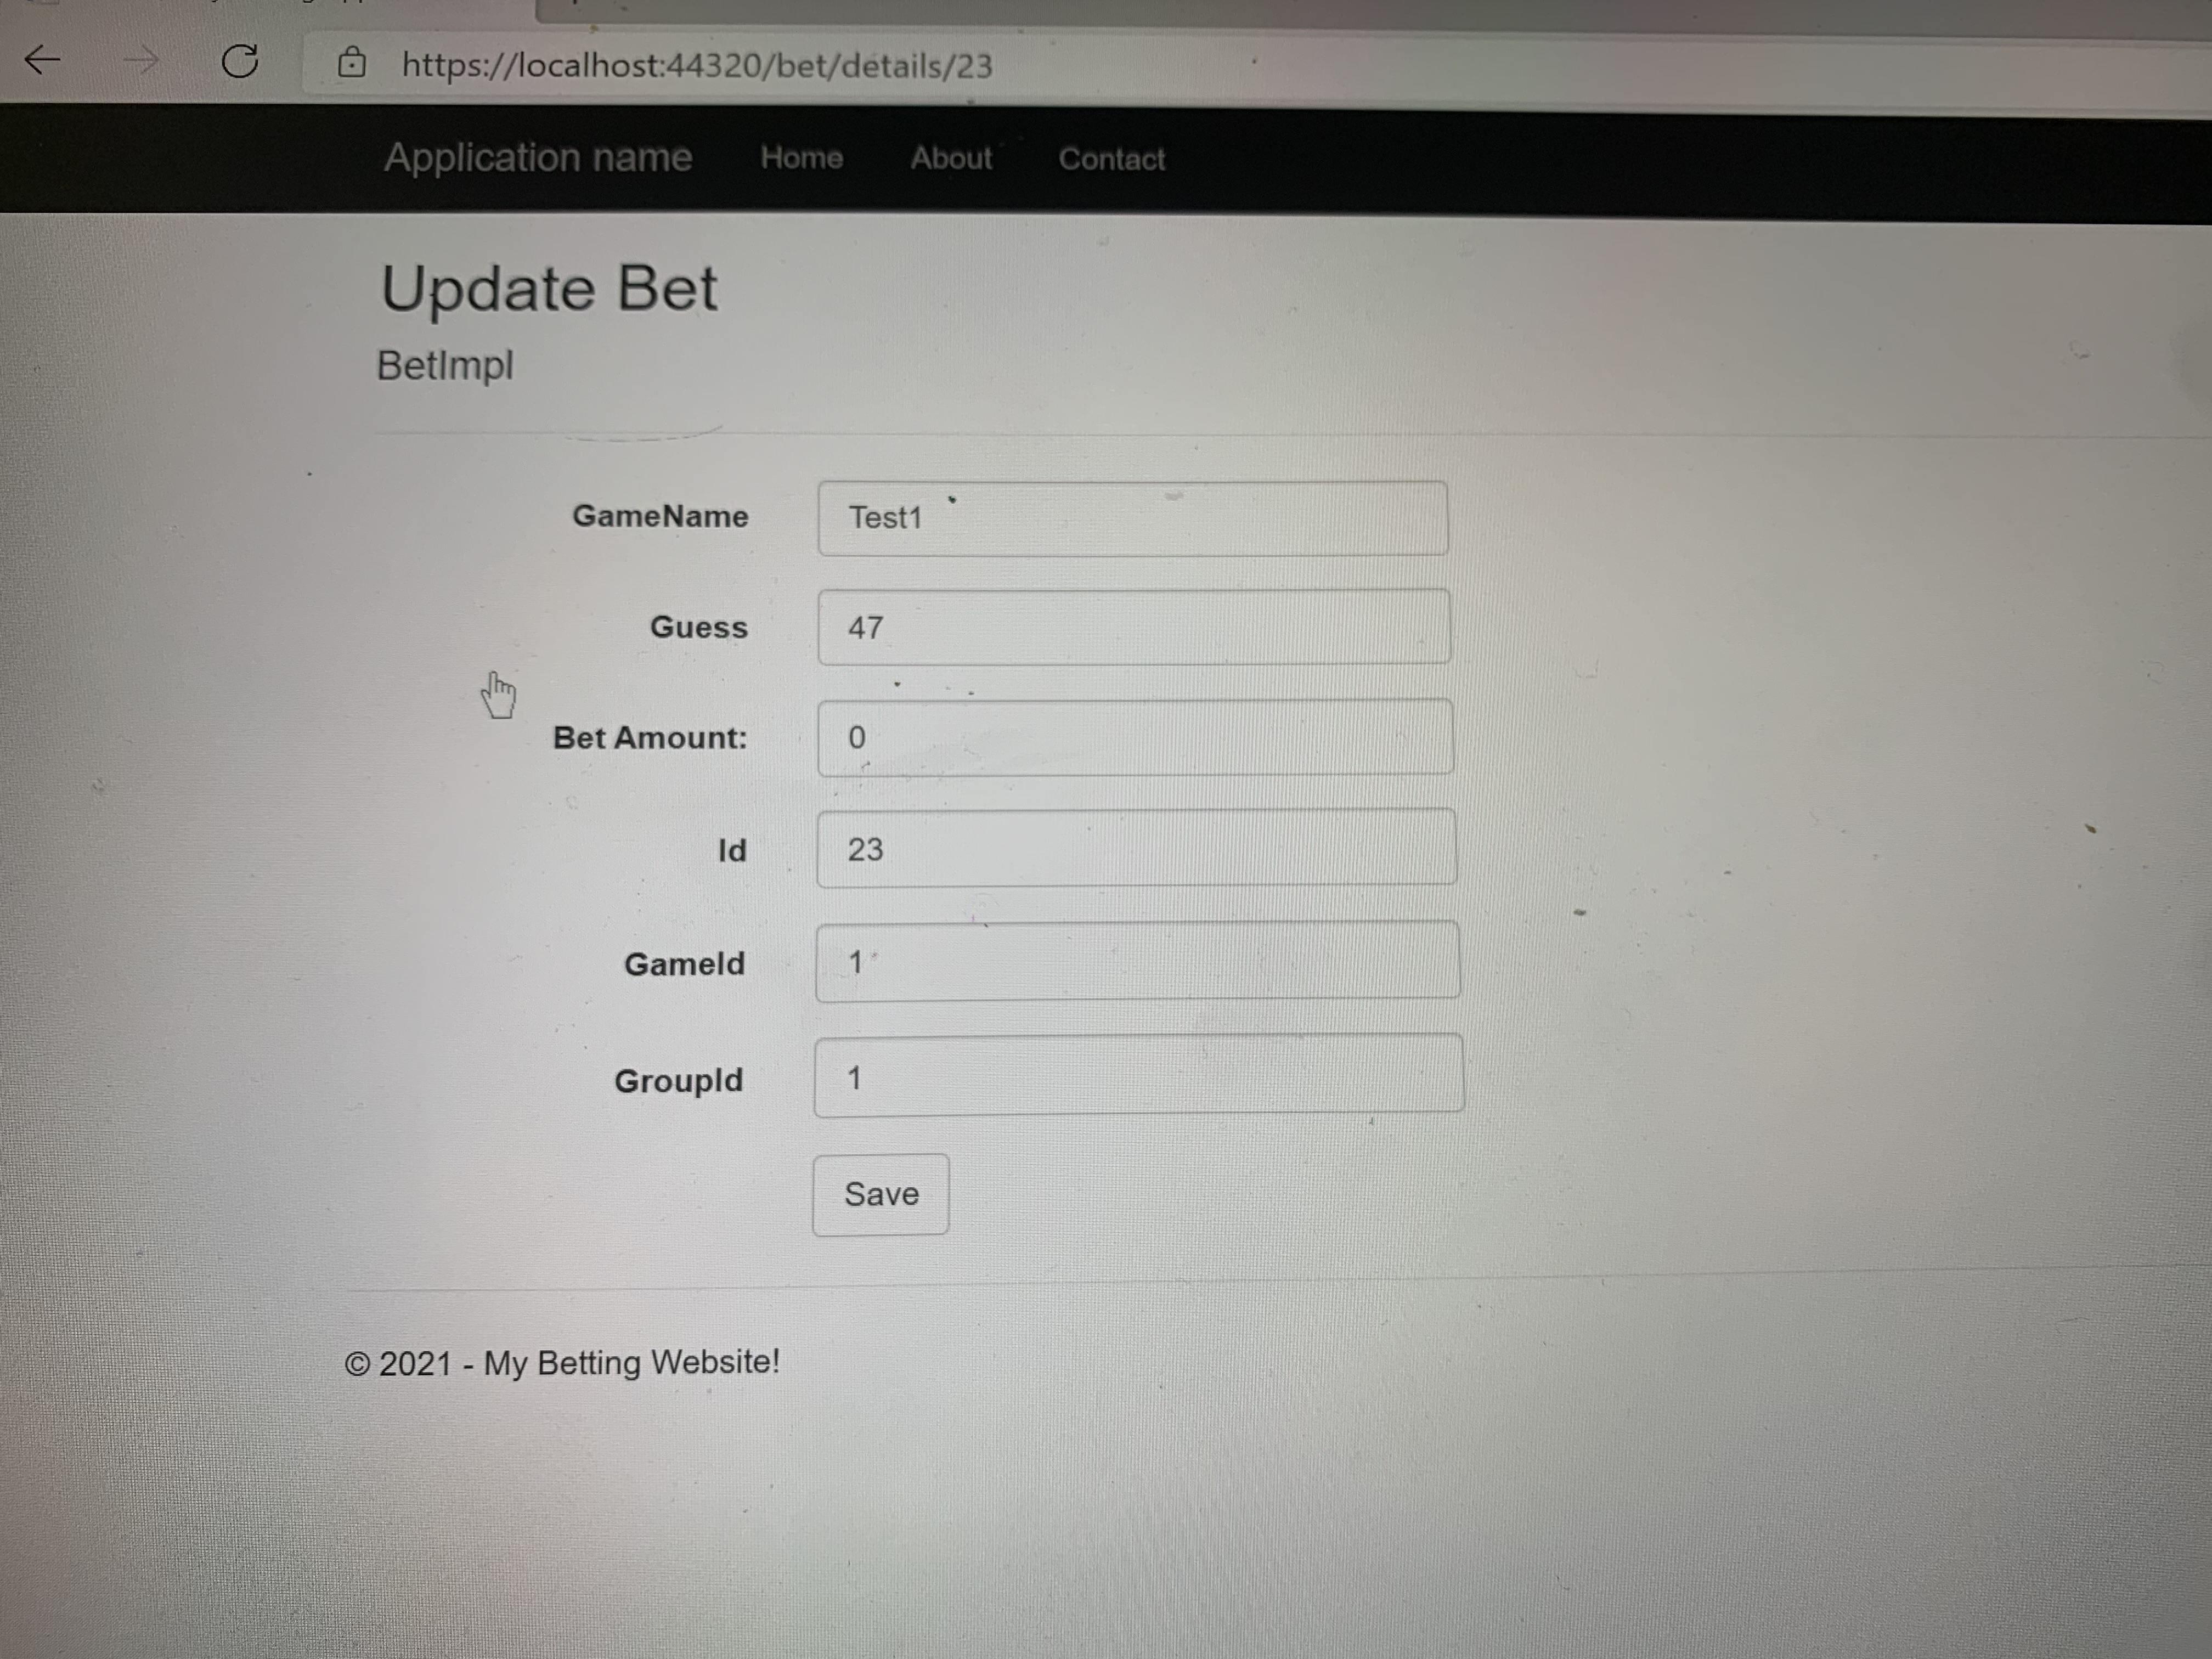 https://localhost:44320/bet/details/23
Application name Home About Contact
Update Bet
BetImpl
GameName Test1
Guess 47
Bet Amount: 0
Id 23
GameId 1
GroupId 1
Save
© 2021 - My Betting Website!